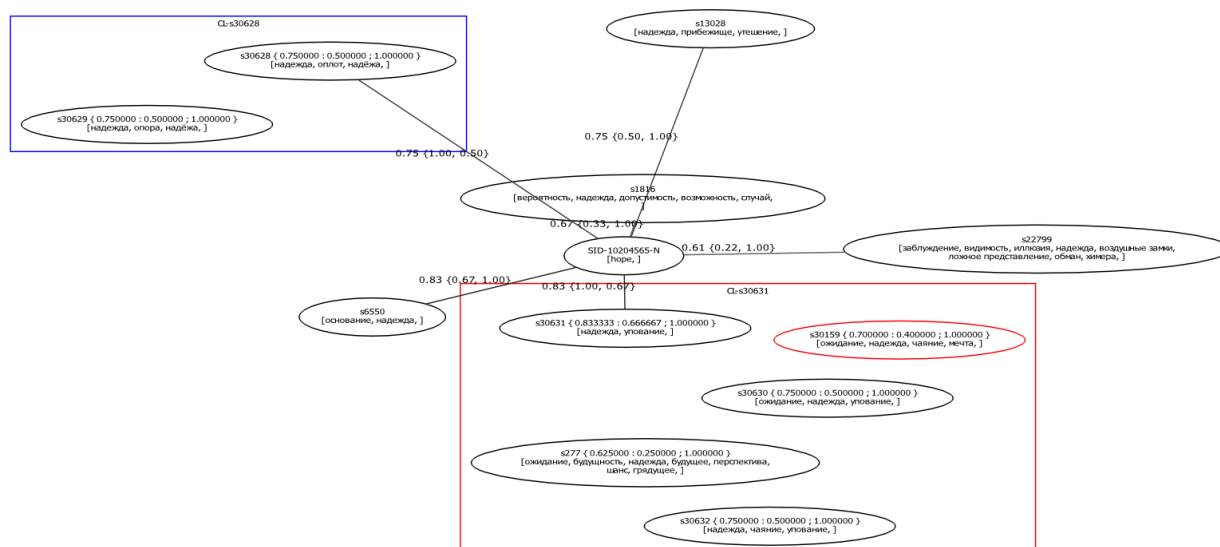 CL-s30628
s13028
[надежда, прибежище, утешение, ]
s30628 { 0.750000 : 0.500000 ; 1.000000 }
[надежда, оплот, надёжа, ]
s30629 { 0.750000 : 0.500000 ; 1.000000 }
[надежда, опора, надёжа, ]
0.75 {0.50, 1.00}
0.75 {1.00, 0.50}
s1816
[вероятность, надежда, допустимость, возможность, случай,
]
0.67 {0.33, 1.00}
SID-10204565-N
[hope, ]
0.61 {0.22, 1.00}
s22799
[заблуждение, видимость, иллюзия, надежда, воздушные замки,
ложное представление, обман, химера, ]
0.83 {0.67, 1.00}
0.83 {1.00, 0.67}
CL-s30631
s6550
[основание, надежда, ]
s30631 { 0.833333 : 0.666667 ; 1.000000 }
[надежда, упование, ]
s30159 { 0.700000 : 0.400000 ; 1.000000 }
[ожидание, надежда, чаяние, мечта, ]
s30630 { 0.750000 : 0.500000 ; 1.000000 }
[ожидание, надежда, упование, ]
s277 { 0.625000 : 0.250000 ; 1.000000 }
[ожидание, будущность, надежда, будущее, перспектива,
шанс, грядущее, ]
s30632 { 0.750000 : 0.500000 ; 1.000000 }
[надежда, чаяние, упование, ]